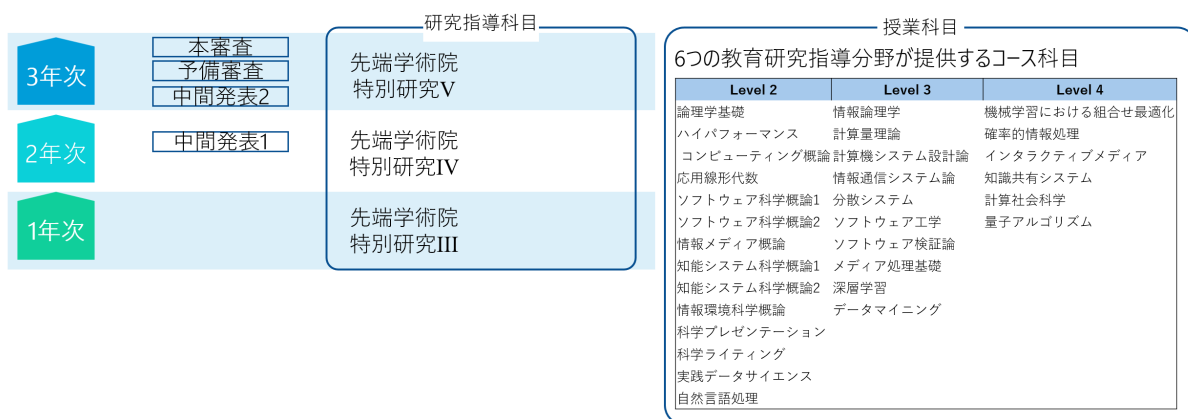 研究指導科目
3年次
本審査
予備審査
中間発表2
先端学術院
特別研究V
2年次
中間発表1
先端学術院
特別研究IV
1年次
先端学術院
特別研究III
授業科目
6つの教育研究指導分野が提供するコース科目
Level 2
論理学基礎
ハイパフォーマンス
コンピューティング概論
応用線形代数
ソフトウェア科学概論1
ソフトウェア科学概論2
情報メディア概論
知能システム科学概論1
知能システム科学概論2
情報環境科学概論
科学プレゼンテーション
科学ライティング
実践データサイエンス
自然言語処理
Level 3
情報論理学
計算量理論
計算機システム設計論
情報通信システム論
分散システム
ソフトウェア工学
ソフトウェア検証論
メディア処理基礎
深層学習
データマイニング
Level 4
機械学習における組合せ最適化
確率的情報処理
インタラクティブメディア
知識共有システム
計算社会科学
量子アルゴリズム